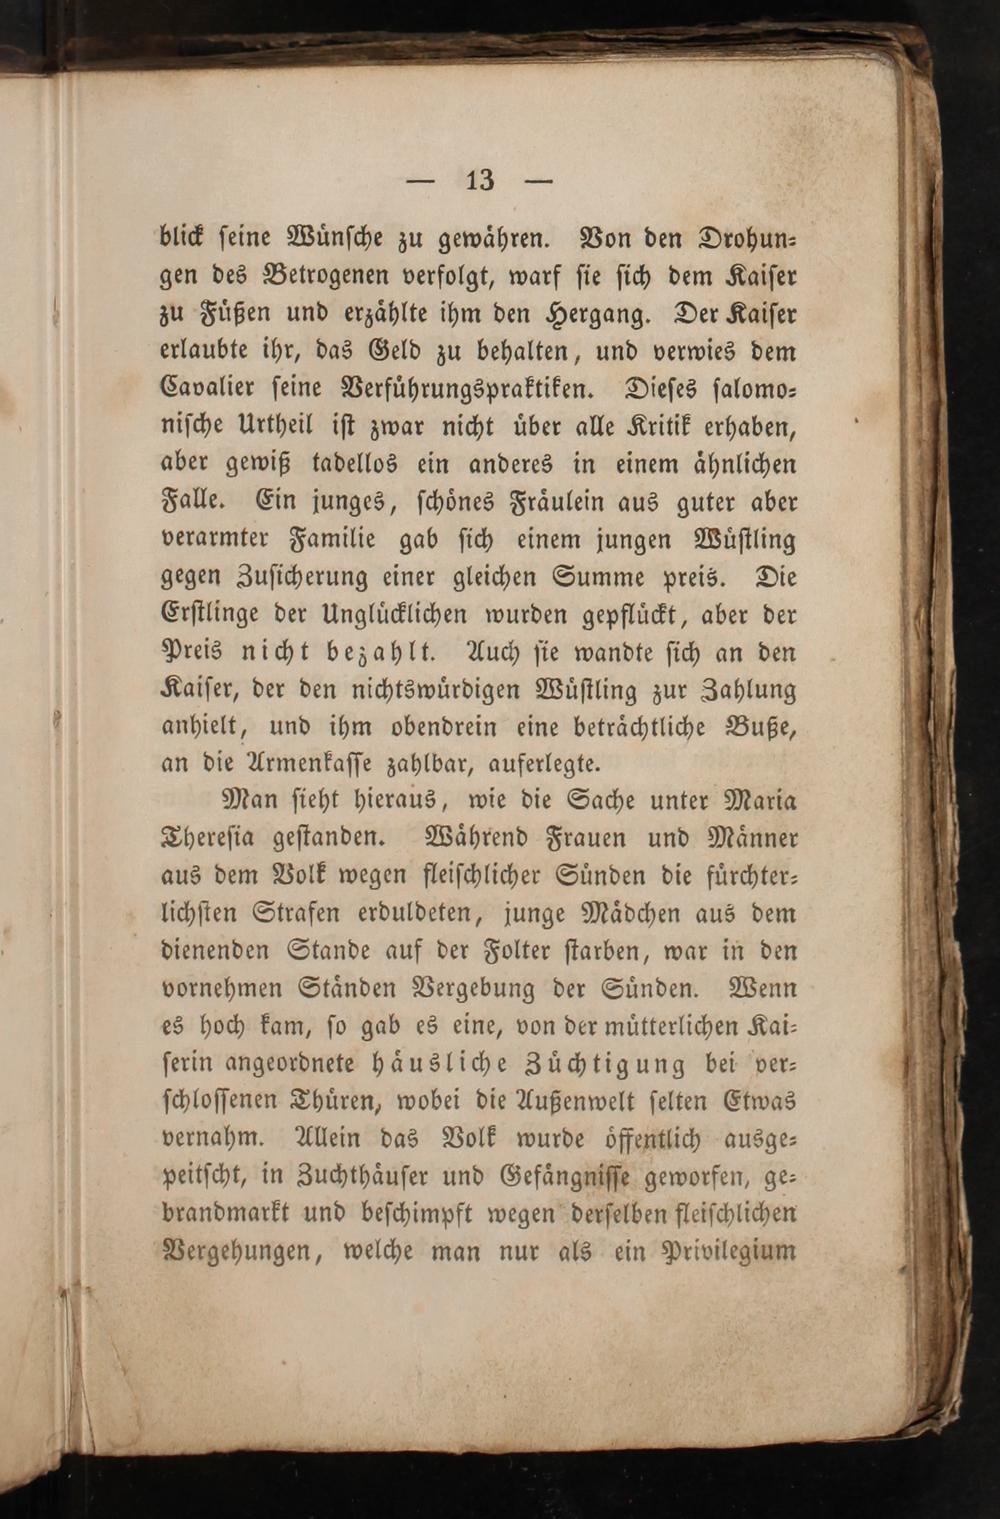 — 13 —
blick ſeine Wünſche zu gewähren. Von den Drohun⸗
gen des Betrogenen verfolgt, warf ſie ſich dem Kaiſer
zu Füßen und erzählte ihm den Hergang. Der Kaiſer
erlaubte ihr, das Geld zu behalten, und verwies dem
Cavalier ſeine Verführungspraktiken. Dieſes ſalomo⸗
niſche Urtheil iſt zwar nicht über alle Kritik erhaben,
aber gewiß tadellos ein anderes in einem ähnlichen
Falle. Ein junges, ſchönes Fräulein aus guter aber
verarmter Familie gab ſich einem jungen Wüſtling
gegen Zuſicherung einer gleichen Summe preis. Die
Erſtlinge der Unglücklichen wurden gepflückt, aber der
Preis nicht bezahlt. Auch ſie wandte ſich an den
Kaiſer, der den nichtswürdigen Wüſtling zur Zahlung
anhielt, und ihm obendrein eine beträchtliche Buße,
an die Armenkaſſe zahlbar, auferlegte.
Man ſieht hieraus, wie die Sache unter Maria
Thereſia geſtanden. Während Frauen und Männer
aus dem Volk wegen fleiſchlicher Sünden die fürchter⸗
lichſten Strafen erduldeten, junge Mädchen aus dem
dienenden Stande auf der Folter ſtarben, war in den
vornehmen Ständen Vergebung der Sünden. Wenn
es hoch kam, ſo gab es eine, von der mütterlichen Kai⸗
ſerin angeordnete häusliche Züchtigung bei ver⸗
ſchloſſenen Thüren, wobei die Außenwelt ſelten Etwas
vernahm. Allein das Volk wurde öffentlich ausge⸗
peitſcht, in Zuchthäuſer und Gefängniſſe geworfen, ge⸗
brandmarkt und beſchimpft wegen derſelben fleiſchlichen
Vergehungen, welche man nur als ein Privilegium